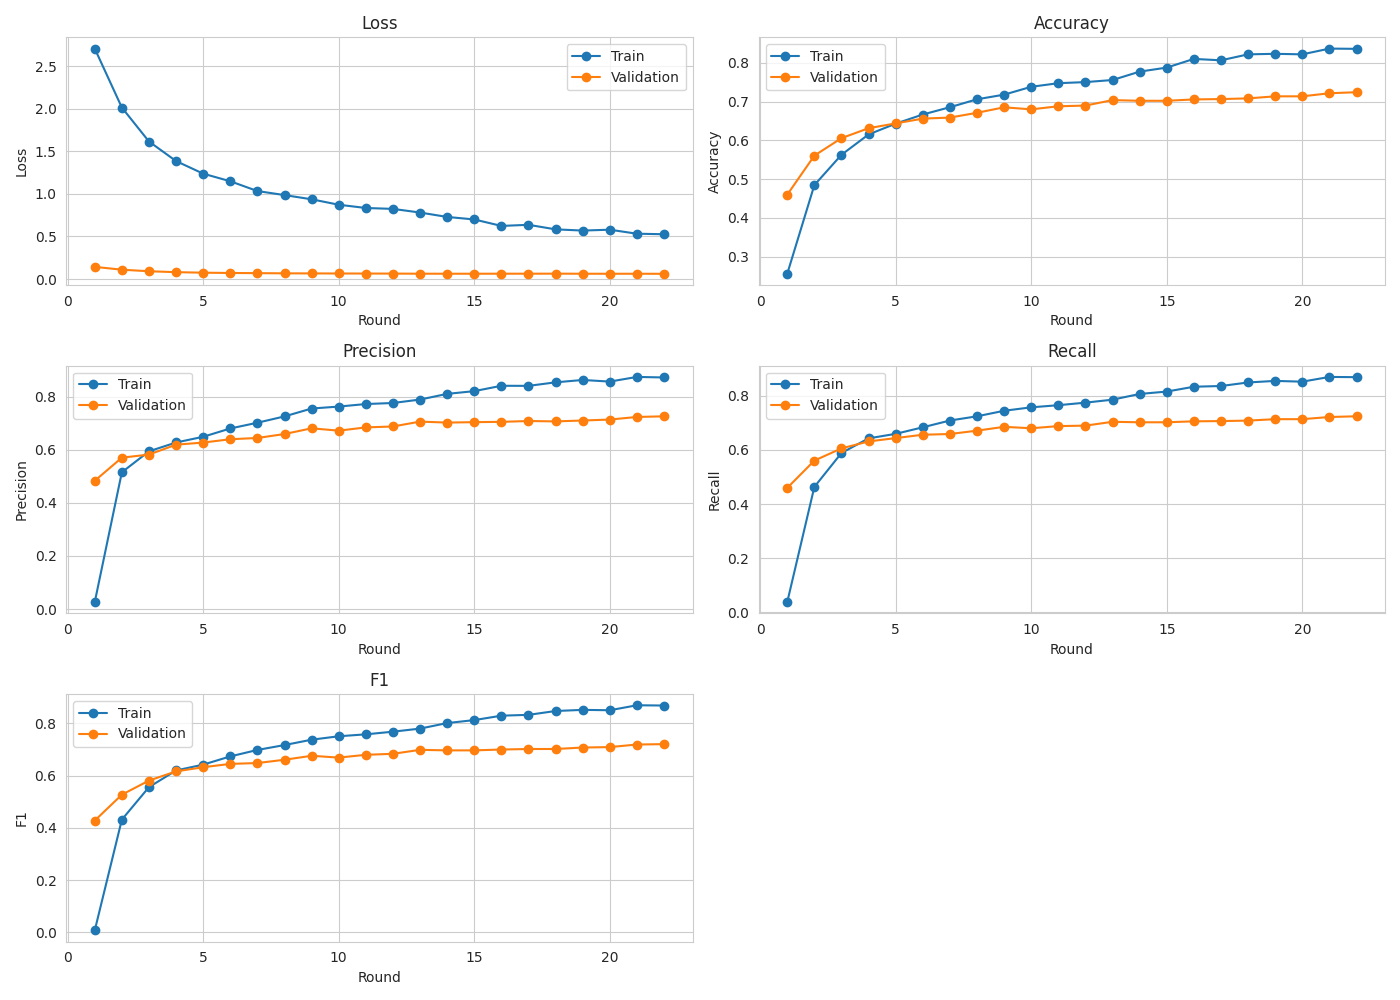 Loss
Train
Validation
2.5
2.0
1.5
1.0
0.5
0.0
Loss
0 5 10 15 20
Round
Accuracy
Train
Validation
0.8
0.7
0.6
0.5
0.4
0.3
Accuracy
0 5 10 15 20
Round
Precision
Train
Validation
0.8
0.6
0.4
0.2
0.0
Precision
0 5 10 15 20
Round
Recall
Train
Validation
0.8
0.6
0.4
0.2
0.0
Recall
0 5 10 15 20
Round
F1
Train
Validation
0.8
0.6
0.4
0.2
0.0
F1
0 5 10 15 20
Round